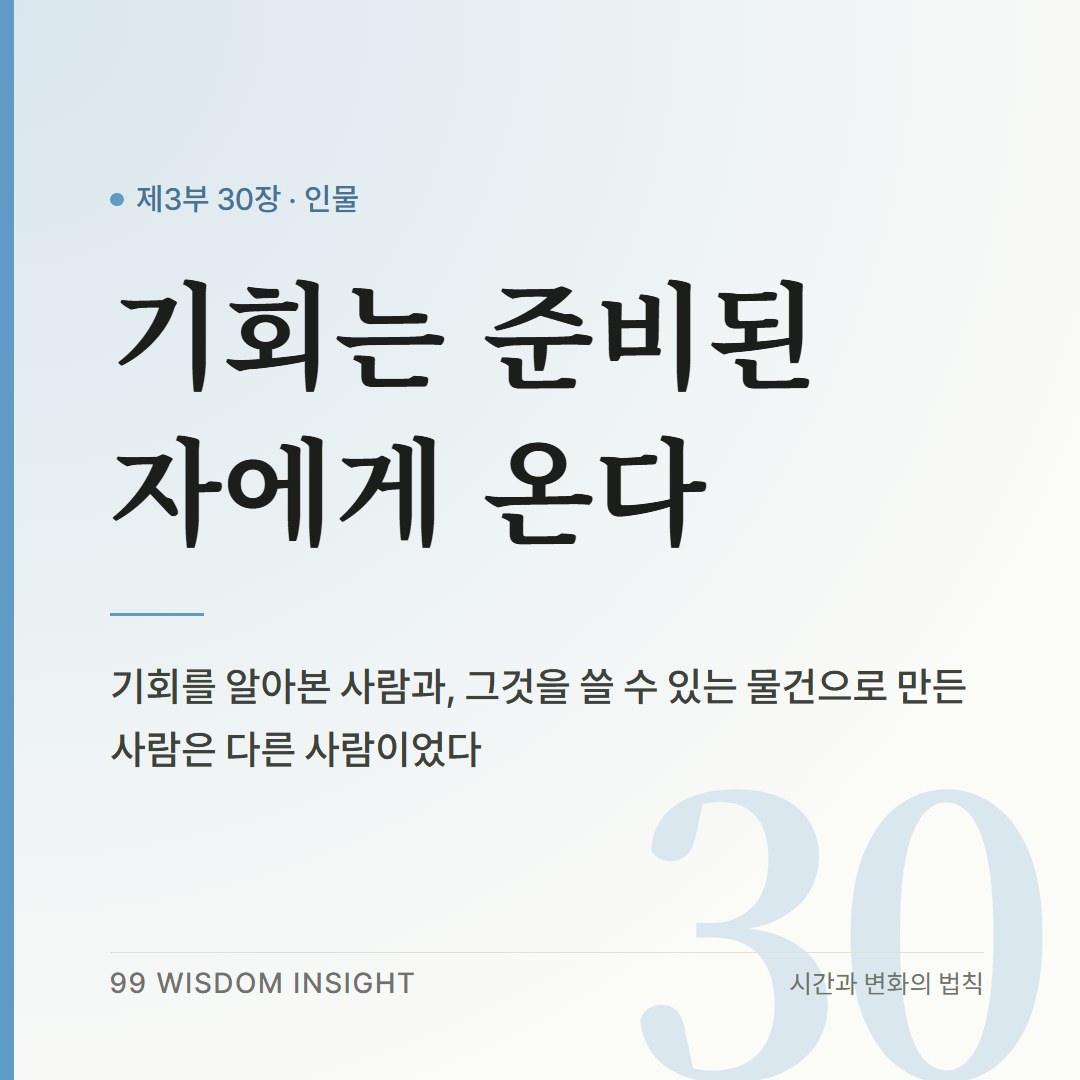 제3부 30장 · 인물
기회는 준비된
자에게 온다
기회를 알아본 사람과, 그것을 쓸 수 있는 물건으로 만든
사람은 다른 사람이었다
30
99 WISDOM INSIGHT
시간과 변화의 법칙